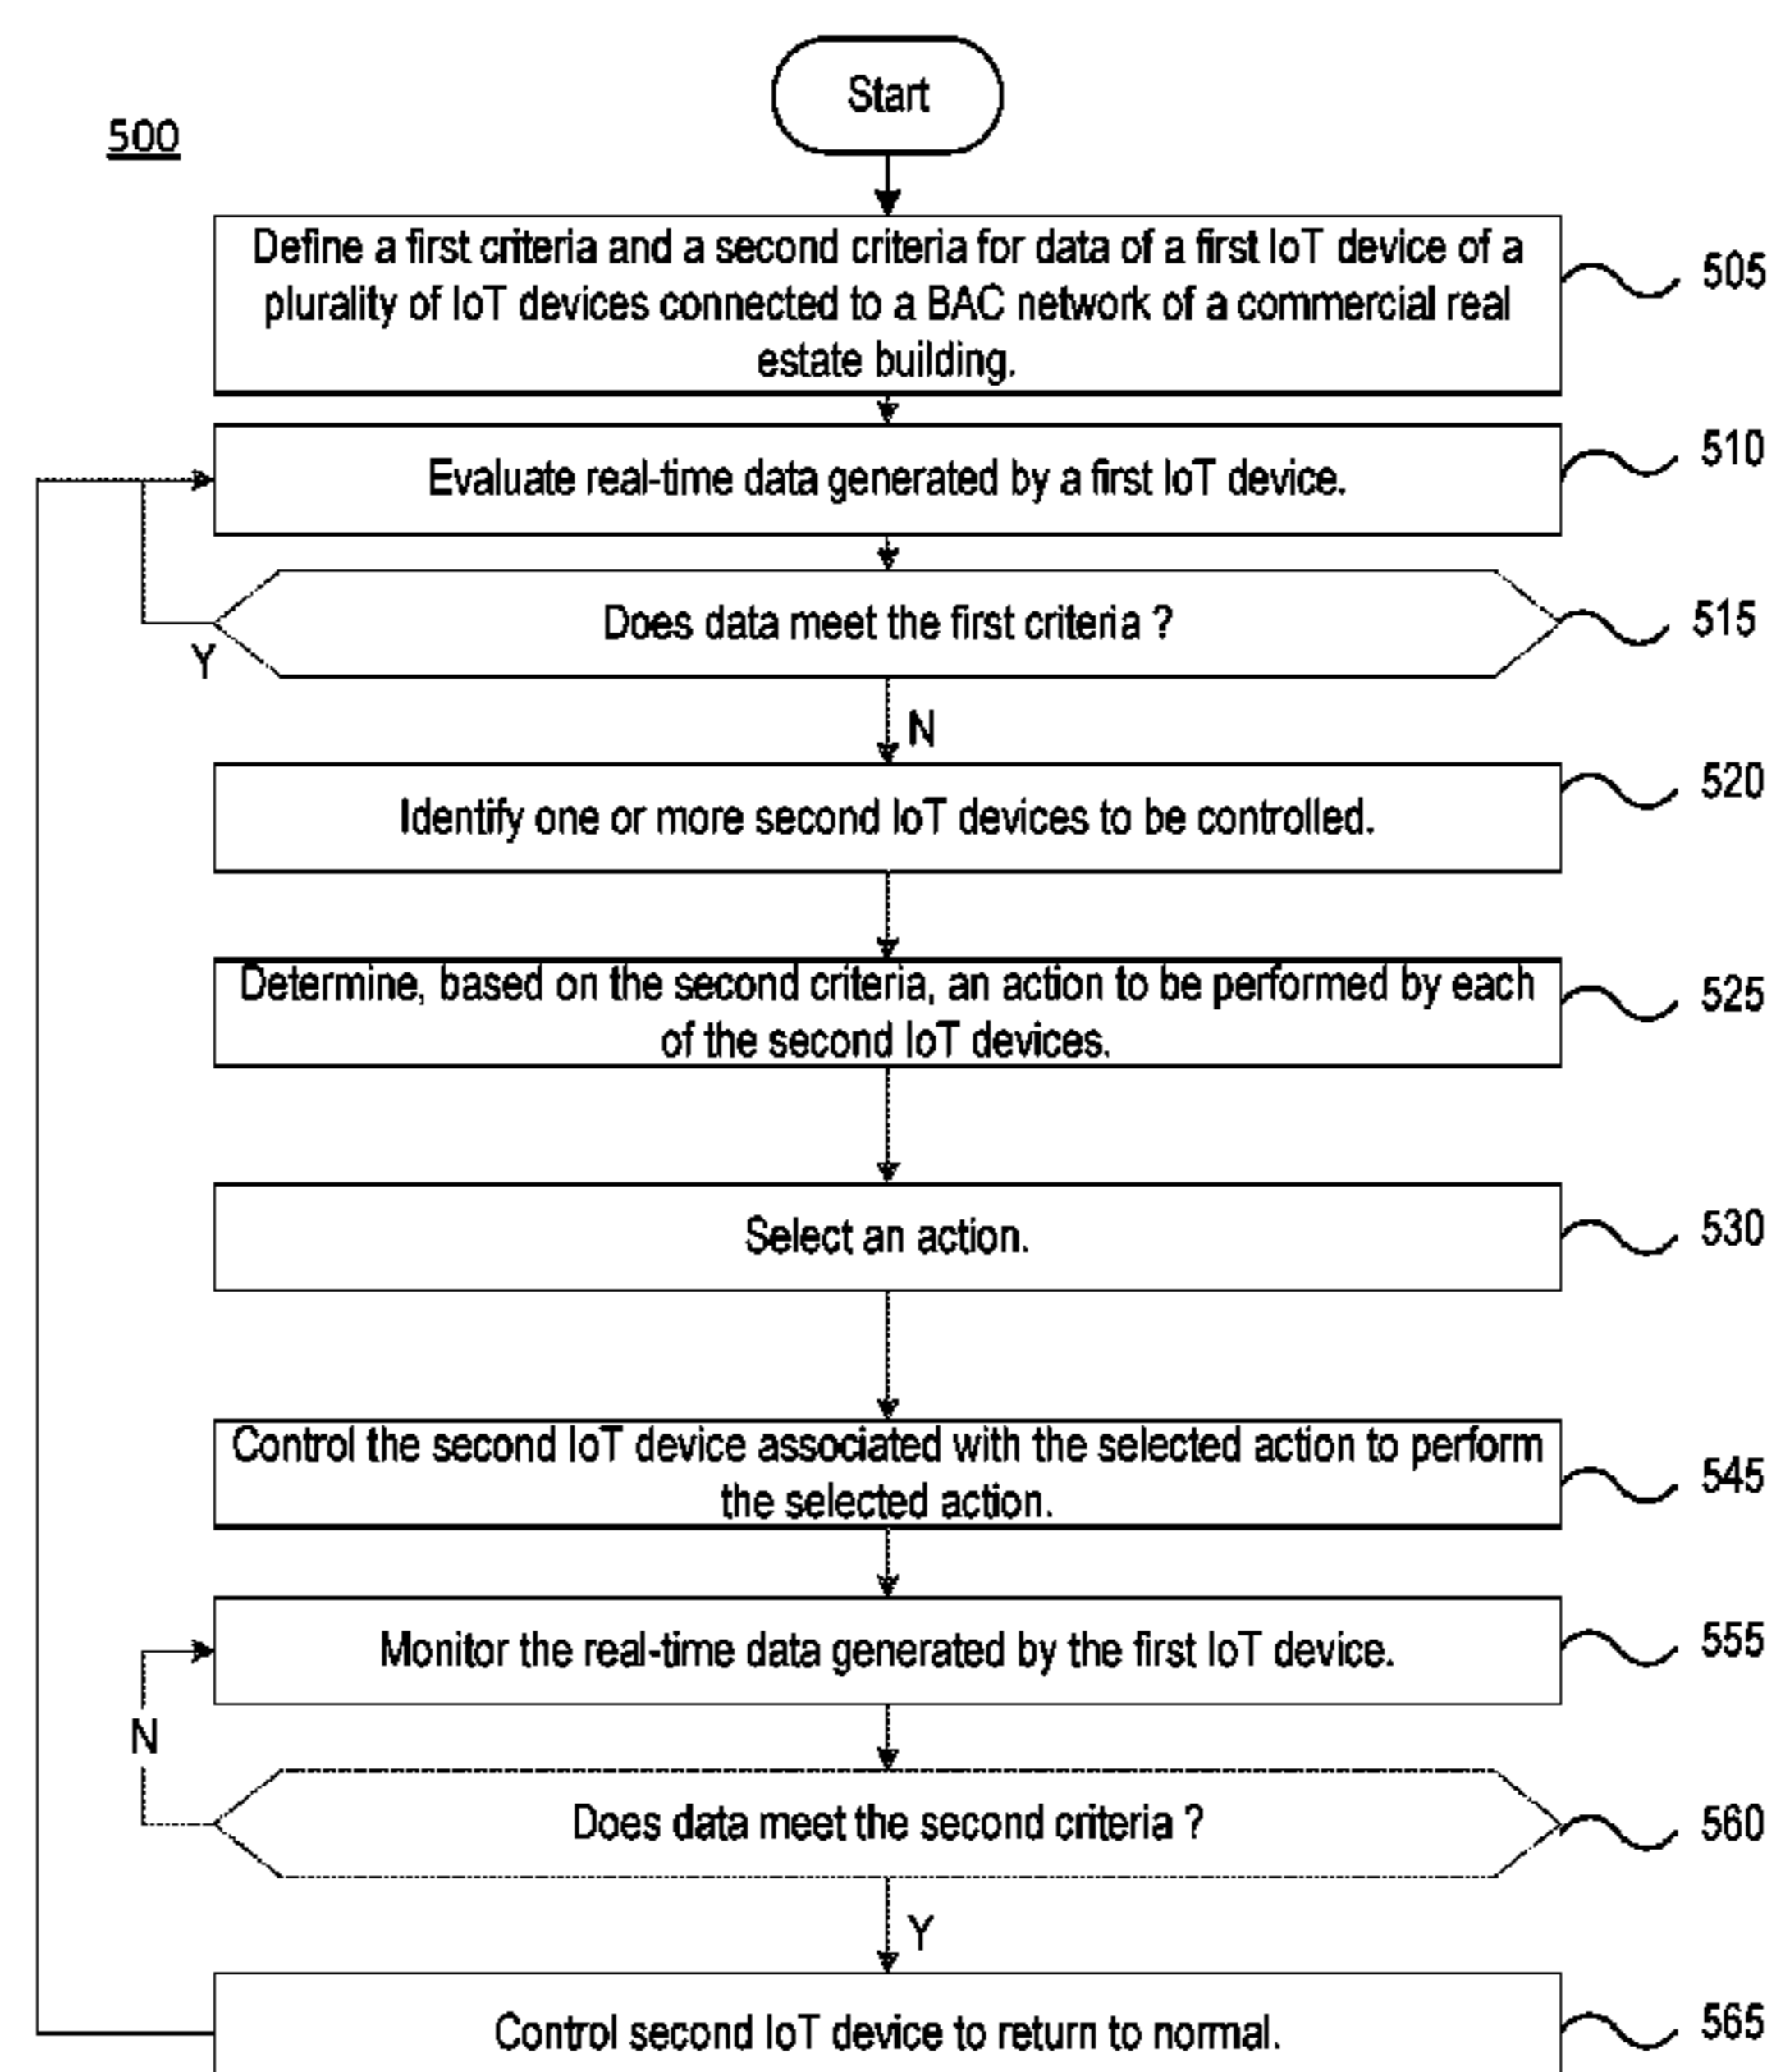 Start
500
Define a first criteria and a second criteria for data of a first IoT device of a
plurality of IoT devices connected to a BAC network of a commercial real
estate building.
505
Evaluate real-time data generated by a first IoT device.
510
Does data meet the first criteria ?
515
Y
N
Identify one or more second IoT devices to be controlled.
520
Determine, based on the second criteria, an action to be performed by each
of the second IoT devices.
525
Select an action.
530
Control the second IoT device associated with the selected action to perform
the selected action.
545
Monitor the real-time data generated by the first IoT device.
555
N
Does data meet the second criteria ?
560
Y
Control second IoT device to return to normal.
565